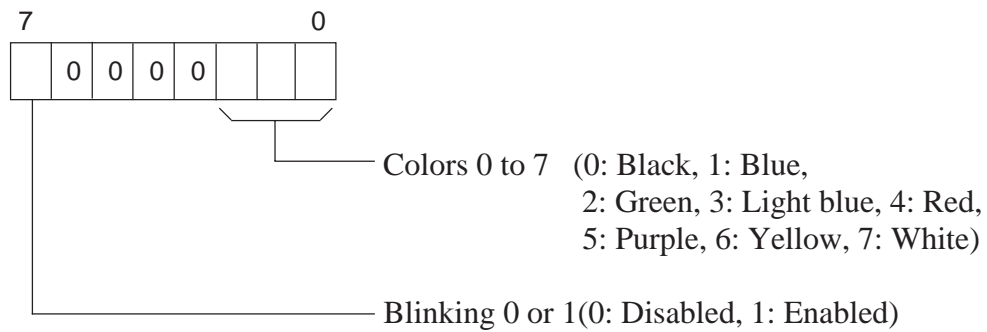 7 0
0 0 0 0
Colors 0 to 7 (0: Black, 1: Blue,
2: Green, 3: Light blue, 4: Red,
5: Purple, 6: Yellow, 7: White)
Blinking 0 or 1(0: Disabled, 1: Enabled)